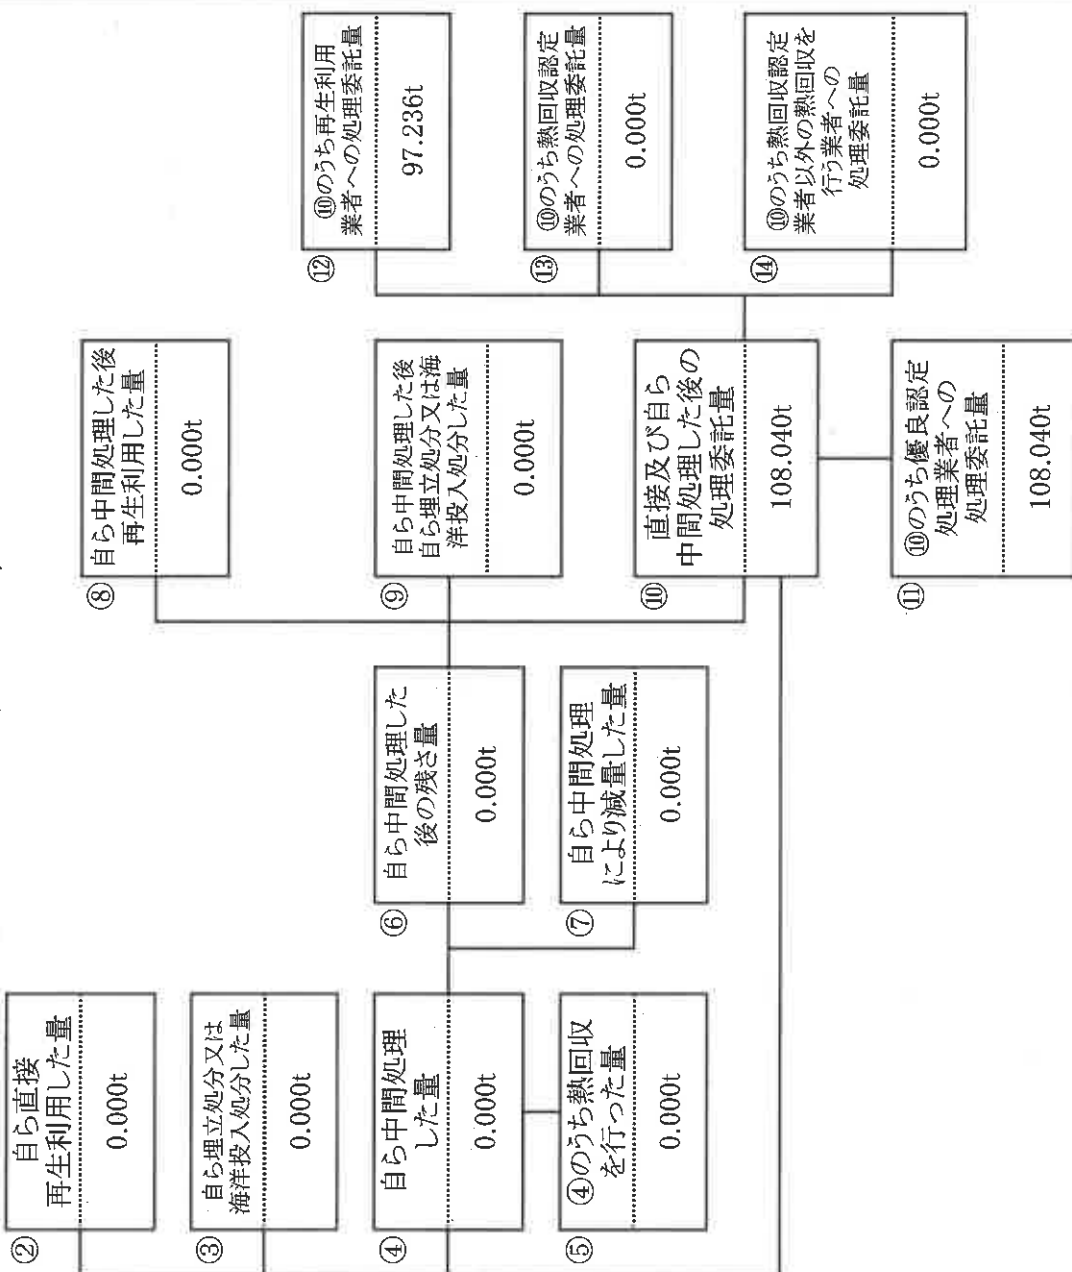 ②
自ら直接
再生利用した量
0.000t
③
自ら埋立処分又は
海洋投入処分した量
0.000t
④
自ら中間処理
した量
0.000t
⑤
④のうち熱回収
を行った量
0.000t
⑥
自ら中間処理した
後の残さ量
0.000t
⑦
自ら中間処理
により減量した量
0.000t
⑧
自ら中間処理した後
再生利用した量
0.000t
⑨
自ら中間処理した後
自ら埋立処分又は海
洋投入処分した量
0.000t
⑩
直接及び自ら
中間処理した後の
処理委託量
108.040t
⑪
⑩のうち優良認定
処理業者への
処理委託量
108.040t
⑫
⑩のうち再生利用
業者への処理委託量
97.236t
⑬
⑩のうち熱回収認定
業者への処理委託量
0.000t
⑭
⑩のうち熱回収認定
業者以外の熱回収を
行う業者への
処理委託量
0.000t